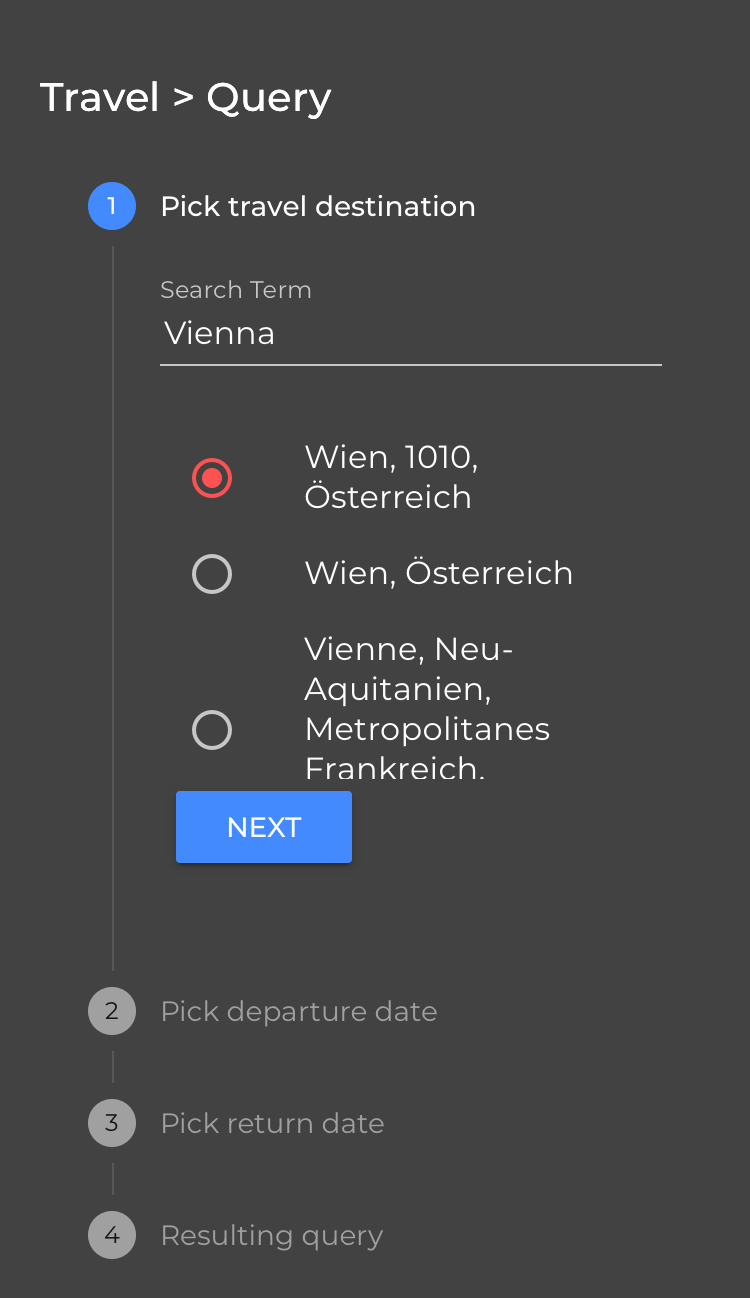 Travel > Query
1
Pick travel destination
Search Term
Vienna
Wien, 1010,
Österreich
Wien, Österreich
Vienne, Neu-
Aquitanien,
Metropolitanes
Frankreich,
NEXT
2
Pick departure date
3
Pick return date
4
Resulting query